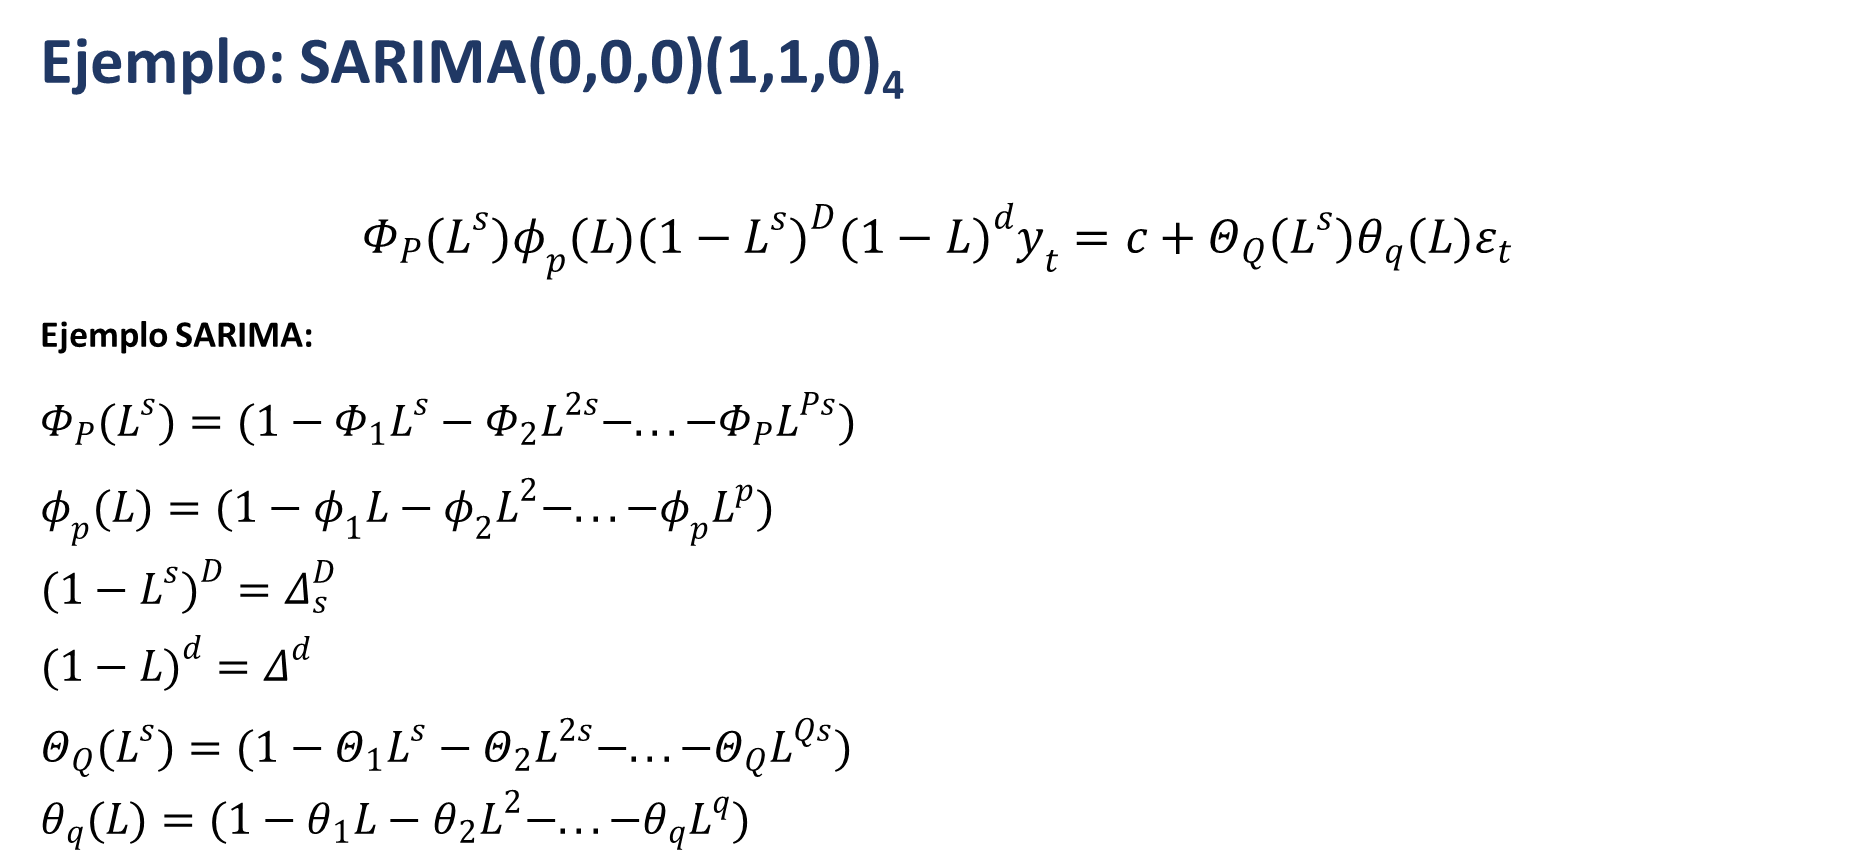 Ejemplo: SARIMA(0,0,0)(1,1,0)₄
Φ_P(L^s)ϕ_p(L)(1 − L^s)^D(1 − L)^d y_t = c + Θ_Q(L^s)θ_q(L)ε_t
Ejemplo SARIMA:
Φ_P(L^s) = (1 − Φ_1L^s − Φ_2L^{2s}−…−Φ_PL^{Ps})
ϕ_p(L) = (1 − ϕ_1L − ϕ_2L^2−…−ϕ_pL^p)
(1 − L^s)^D = Δ_s^D
(1 − L)^d = Δ^d
Θ_Q(L^s) = (1 − Θ_1L^s − Θ_2L^{2s}−…−Θ_QL^{Qs})
θ_q(L) = (1 − θ_1L − θ_2L^2−…−θ_qL^q)